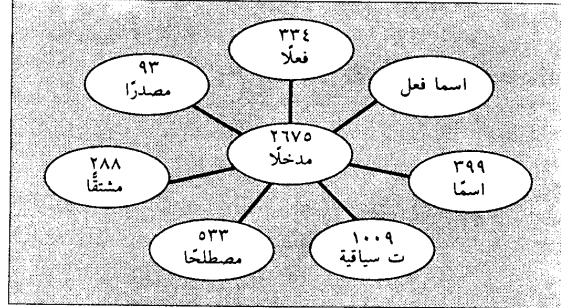 ٣٣٤
فعلًا
اسما فعل
٩٣
مصدرًا
٢٦٧٥
مدخلًا
٣٩٩
اسمًا
٢٨٨
مشتقًّا
١٠٠٩
ت سياقية
٥٣٣
مصطلحًا